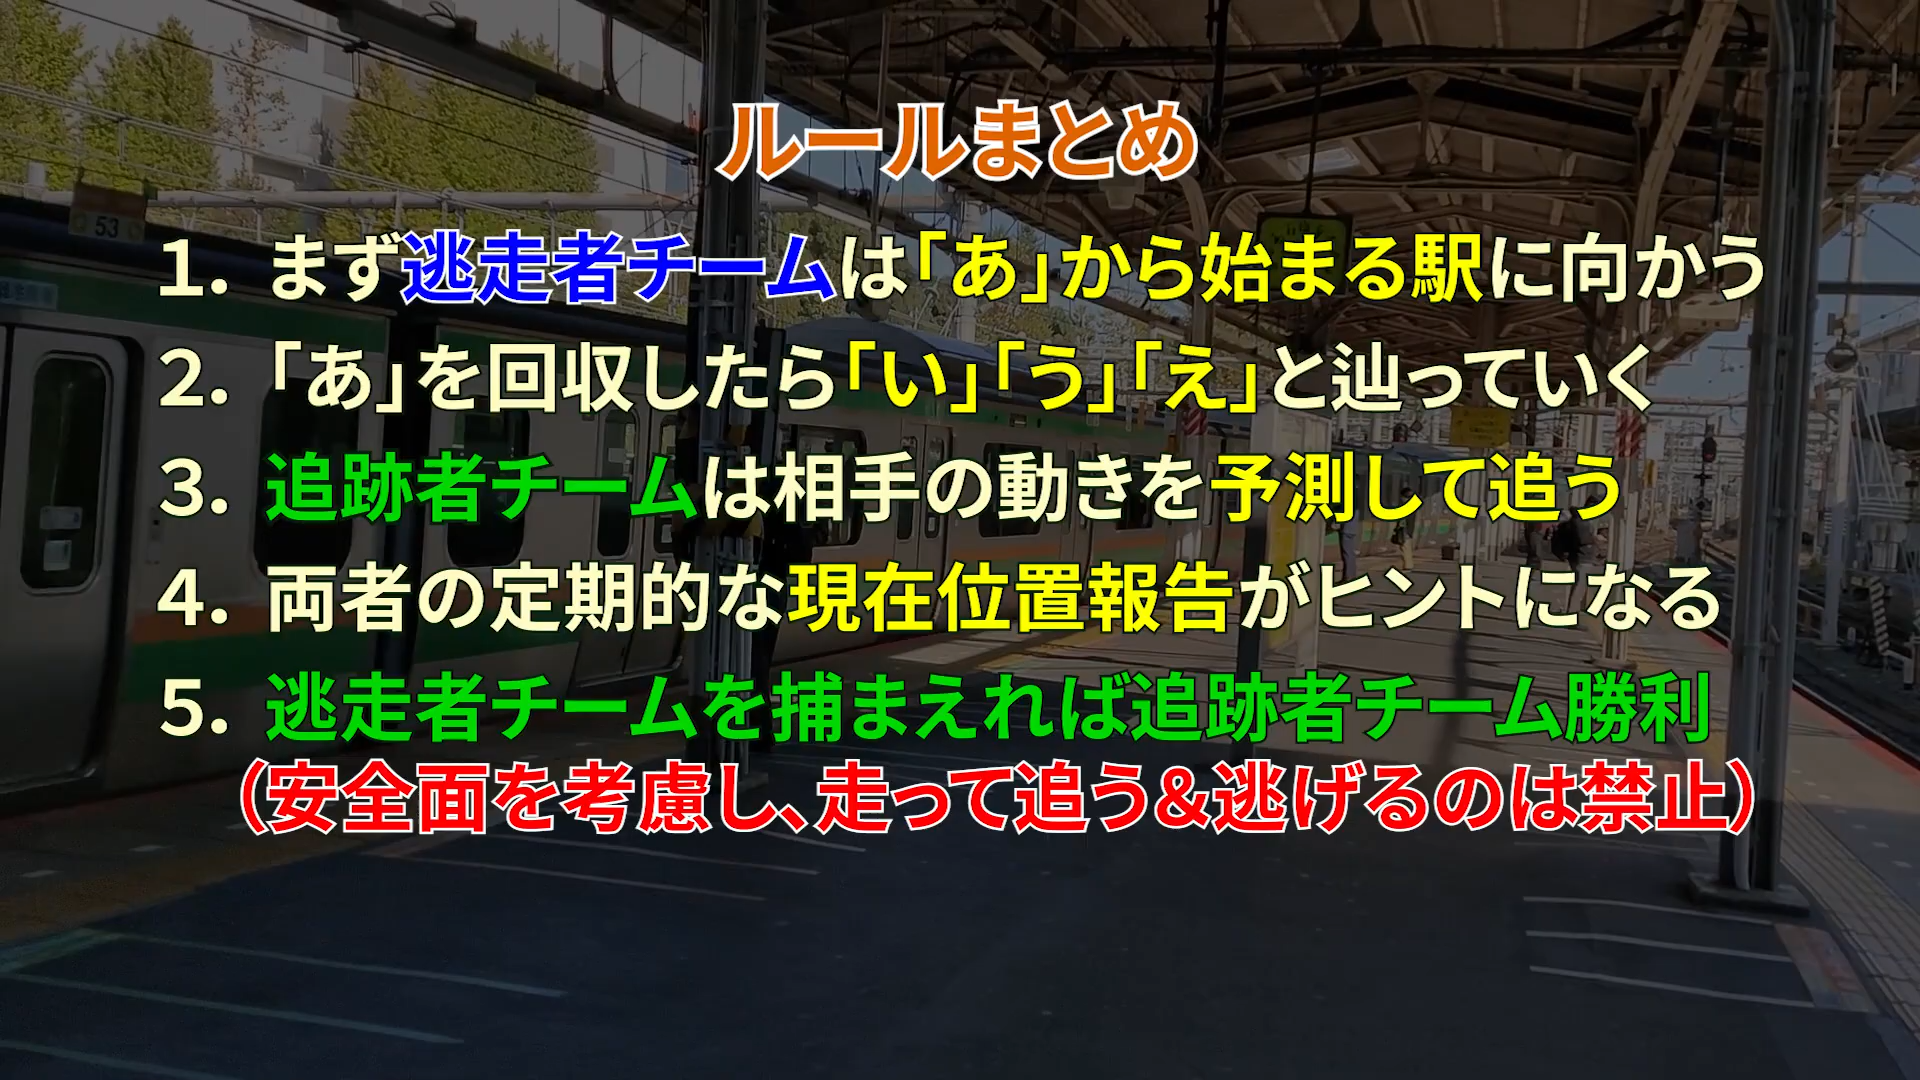 ルールまとめ
1. まず逃走者チームは「あ」から始まる駅に向かう
2. 「あ」を回収したら「い」「う」「え」と辿っていく
3. 追跡者チームは相手の動きを予測して追う
4. 両者の定期的な現在位置報告がヒントになる
5. 逃走者チームを捕まえれば追跡者チーム勝利
（安全面を考慮し、走って追う&逃げるのは禁止）
53